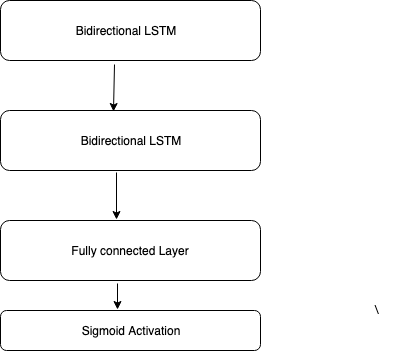 Bidirectional LSTM
Bidirectional LSTM
Fully connected Layer
\
Sigmoid Activation